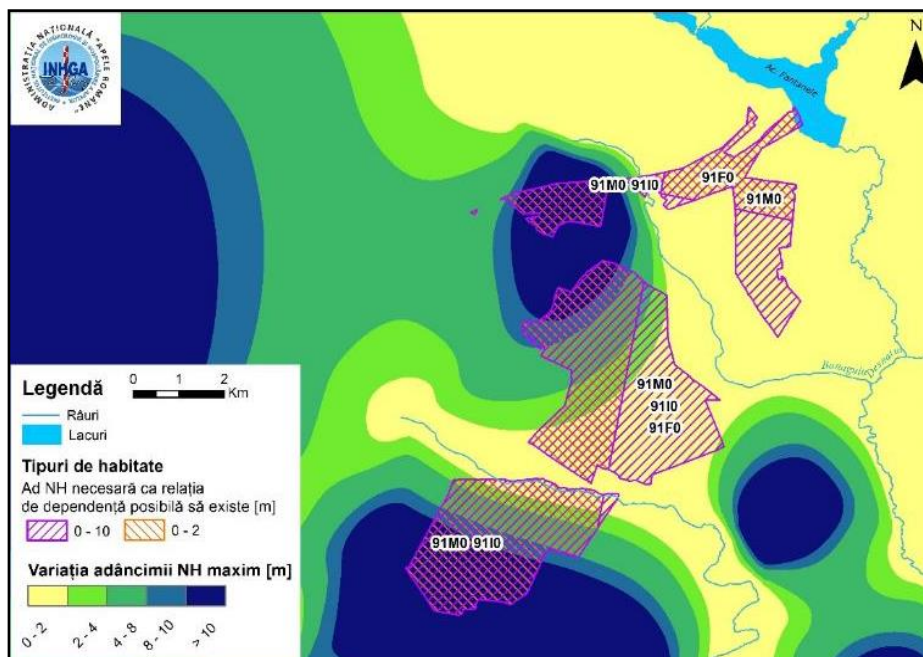 ADMINISTRAȚIA NAȚIONALĂ "APELE ROMÂNE"
INHGA
N
Ac. Fantanele
91M0 91I0
91F0
91M0
91M0
91I0
91F0
91M0 91I0
Legendă
0 1 2
Km
Râuri
Lacuri
Tipuri de habitate
Ad NH necesară ca relația
de dependență posibilă să existe [m]
0 - 10
0 - 2
Variația adâncimii NH maxim [m]
0 - 2
2 - 4
4 - 8
8 - 10
> 10